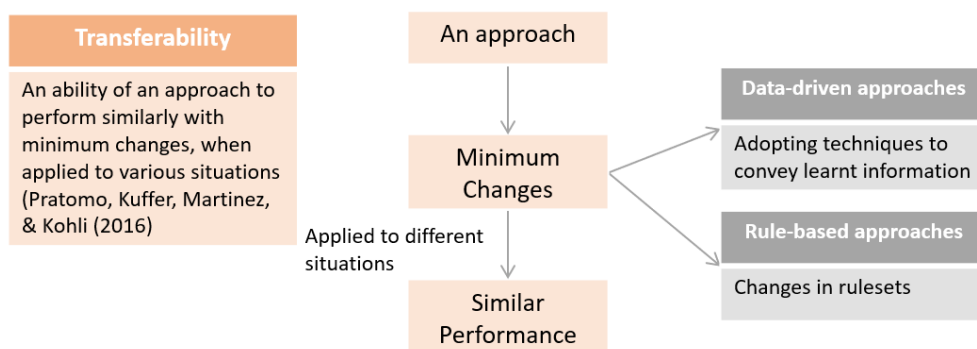 Transferability
An ability of an approach to
perform similarly with
minimum changes, when
applied to various situations
(Pratomo, Kuffer, Martinez,
& Kohli (2016)
An approach
Minimum
Changes
Applied to different
situations
Similar
Performance
Data-driven approaches
Adopting techniques to
convey learnt information
Rule-based approaches
Changes in rulesets